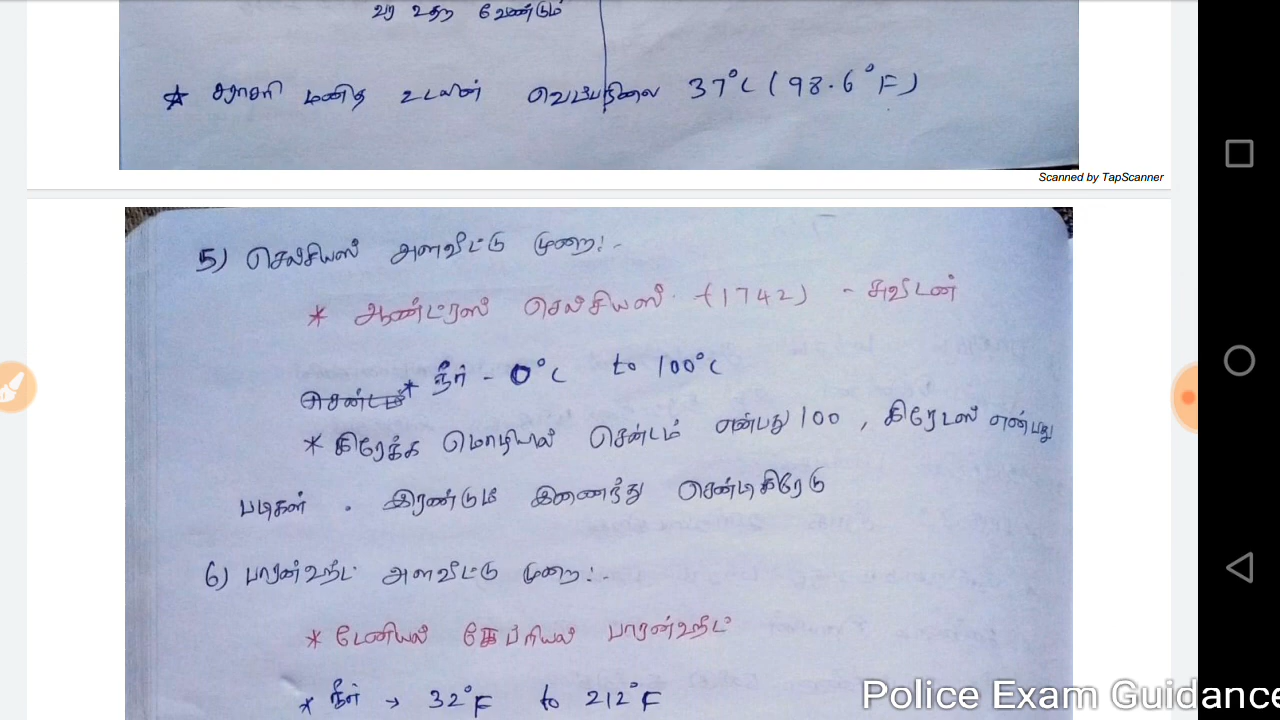 வர உதற வேண்டும்
* சராசரி மனித உடலின் வெப்பநிலை 37°C (98.6°F)
Scanned by TapScanner
5) செல்சியஸ் அளவீட்டு முறை:-
* ஆண்ட்ரஸ் செல்சியஸ் - (1742) - சுவீடன்
* நீர் - 0°C to 100°C
* கிரேக்க மொழியில் சென்டம் என்பது 100, கிரேடஸ் என்பது
படிகள். இரண்டும் இணைந்து சென்டிகிரேடு
6) பாரன்ஹீட் அளவீட்டு முறை:-
* டேனியல் கேப்ரியல் பாரன்ஹீட்
* நீர் → 32°F to 212°F
Police Exam Guidance